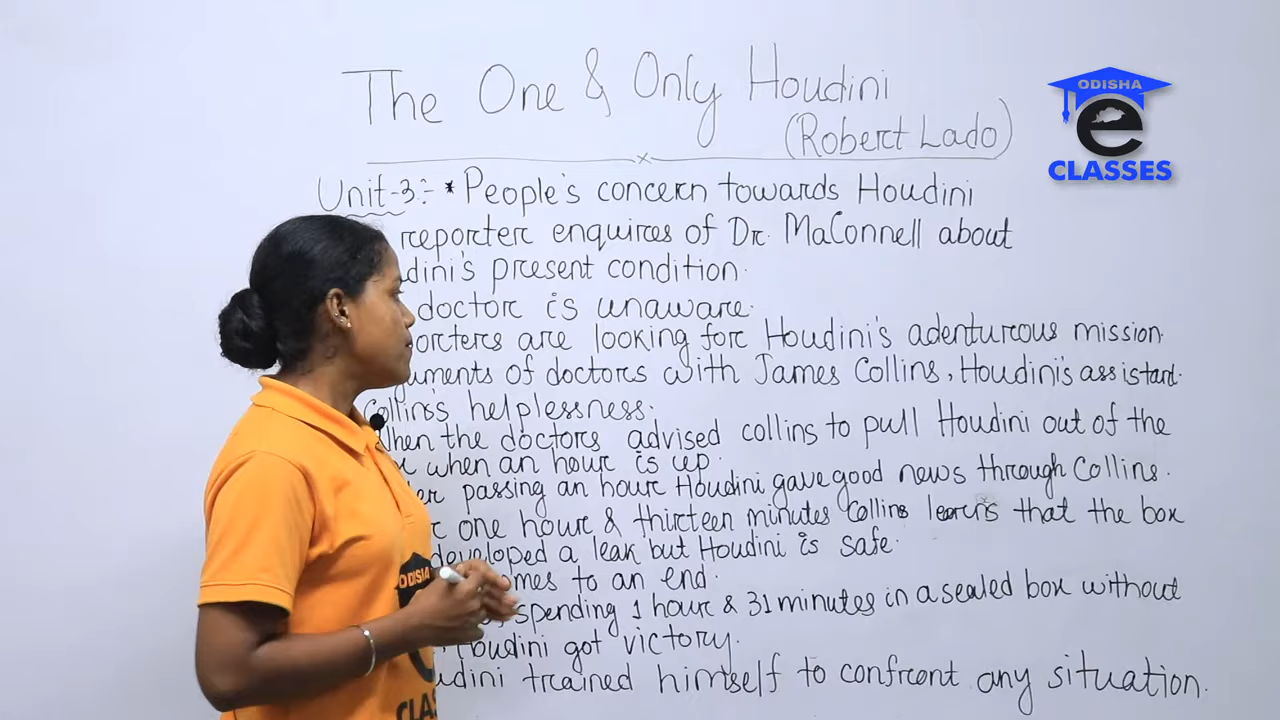 The One & Only Houdini
(Robert Lado)
ODISHA
e
CLASSES
Unit-3:- * People's concern towards Houdini
reporter enquires of Dr. MaConnell about
dini's present condition.
doctor is unaware.
orters are looking for Houdini's adenturous mission.
uments of doctors with James Collins, Houdini's assistant.
Collins's helplessness.
When the doctors advised collins to pull Houdini out of the
when an hour is up.
passing an hour Houdini gave good news through Collins.
one hour & thirteen minutes Collins learns that the box
developed a leak but Houdini is safe.
omes to an end.
spending 1 hour & 31 minutes in a sealed box without
Houdini got victory.
udini trained himself to confront any situation.
ODISHA
CLAS